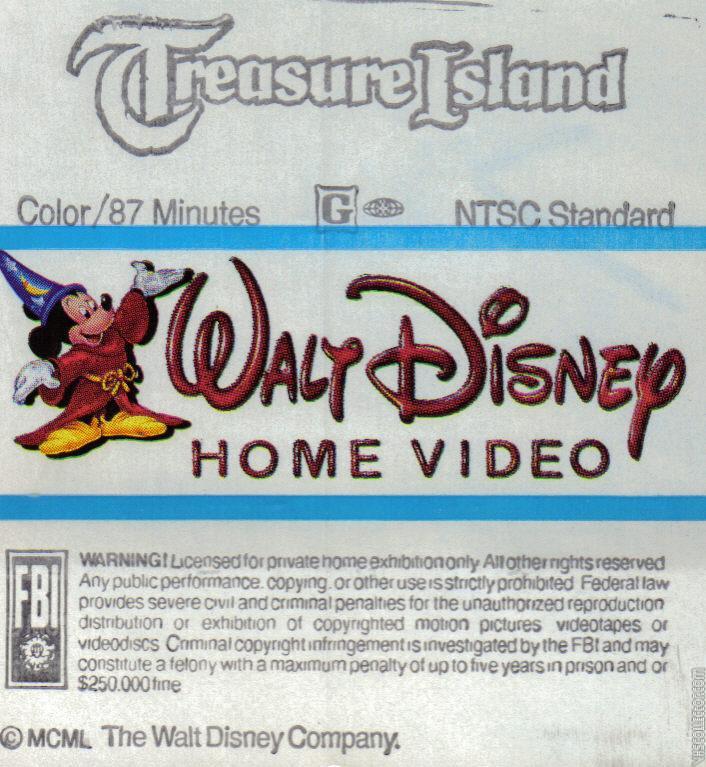 Treasure Island
Color/87 Minutes G NTSC Standard
WALT DISNEY
HOME VIDEO
FBI
WARNING! Licensed for private home exhibition only All other rights reserved
Any public performance. copying. or other use is strictly prohibited Federal law
provides severe civil and criminal penalties for the unauthorized reproduction
distribution or exhibition of copyrighted motion pictures videotapes or
videodiscs Criminal copyright infringement is investigated by the FBI and may
constitute a felony with a maximum penalty of up to five years in prison and or
$250.000 fine
© MCML The Walt Disney Company.
VHSCOLLECTOR.COM